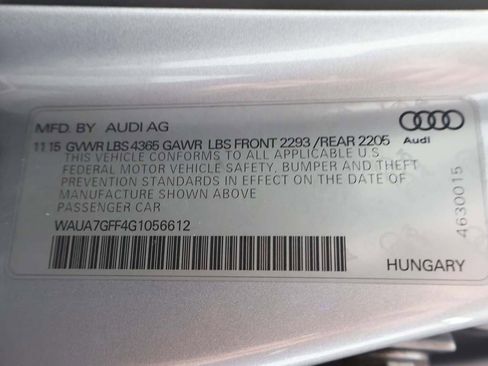 MFD. BY AUDI AG
11 15 GVWR LBS 4365 GAWR LBS FRONT 2293 /REAR 2205
Audi
THIS VEHICLE CONFORMS TO ALL APPLICABLE U.S.
FEDERAL MOTOR VEHICLE SAFETY, BUMPER AND THEFT
PREVENTION STANDARDS IN EFFECT ON THE DATE OF
MANUFACTURE SHOWN ABOVE
PASSENGER CAR
WAUA7GFF4G1056612
4630015
HUNGARY